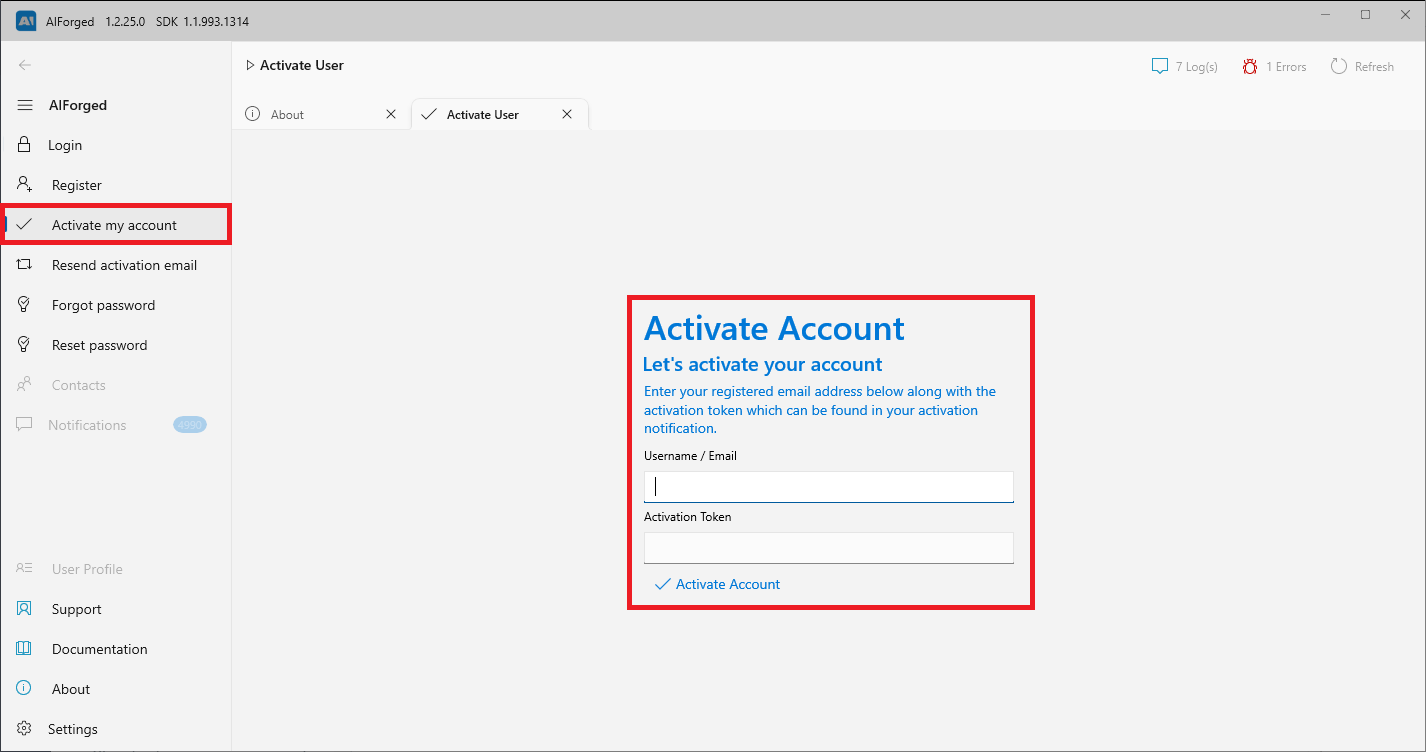 AIForged 1.2.25.0 SDK 1.1.993.1314
AIForged
Login
Register
Activate my account
Resend activation email
Forgot password
Reset password
Contacts
Notifications 4990
User Profile
Support
Documentation
About
Settings
Activate User
7 Log(s) 1 Errors Refresh
About
Activate User
Activate Account
Let's activate your account
Enter your registered email address below along with the
activation token which can be found in your activation
notification.
Username / Email
Activation Token
Activate Account